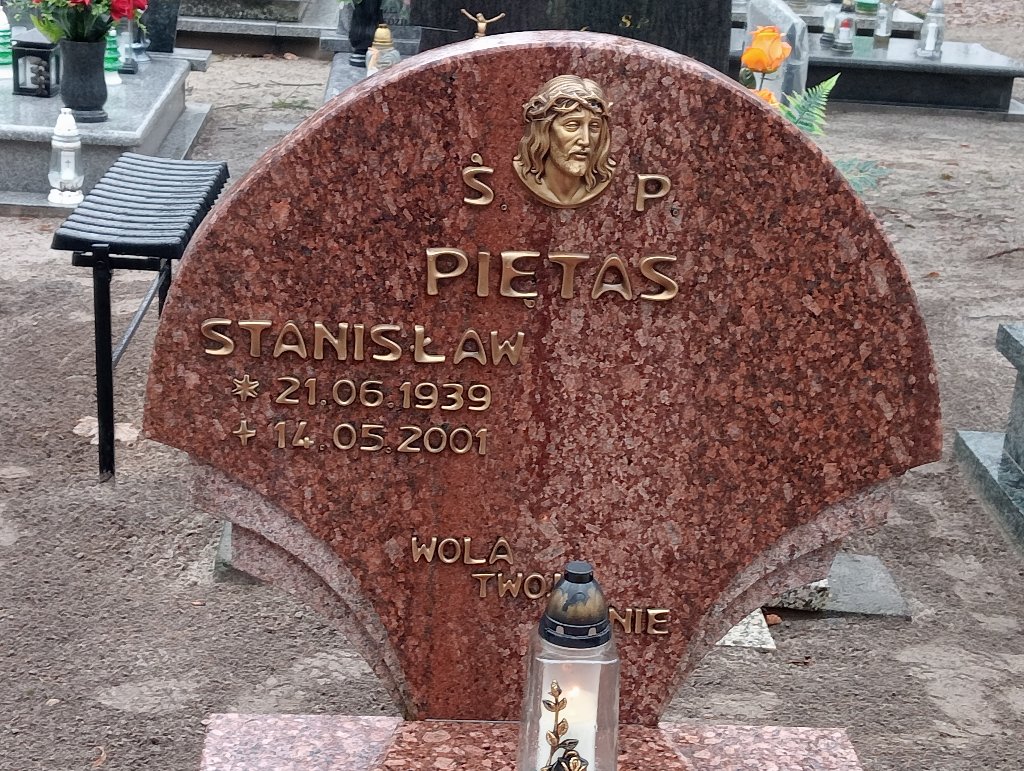 Ś. P
PIĘTAS
STANISŁAW
* 21.06.1939
+ 14.05.2001
WOLA